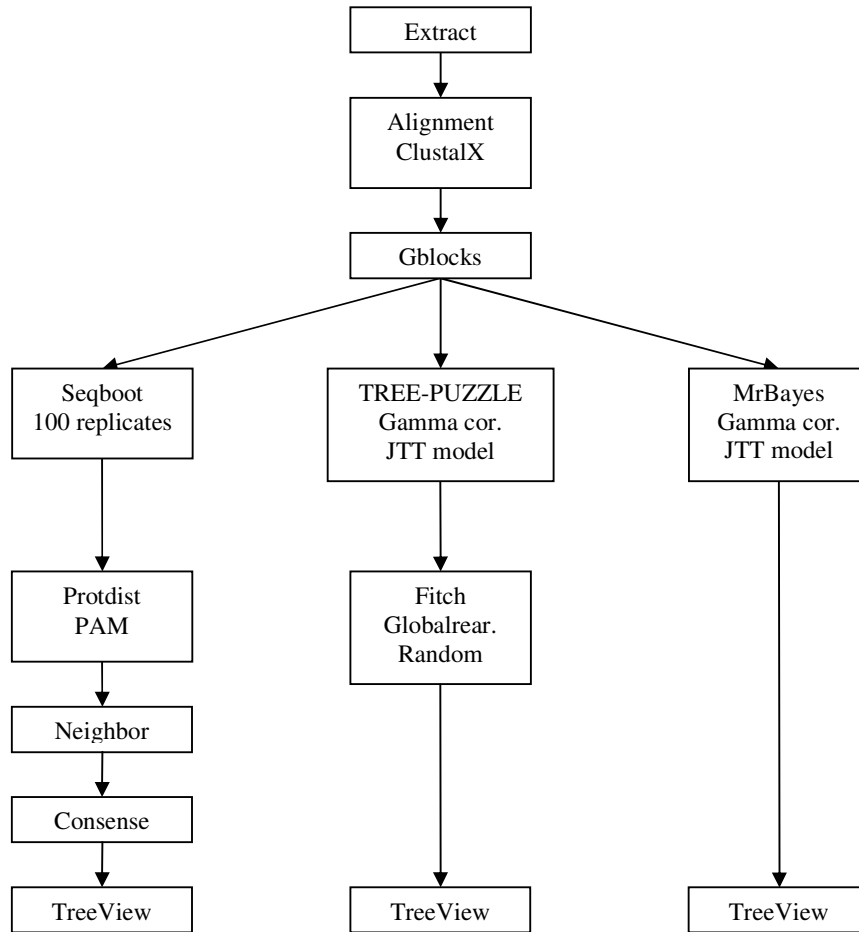 Extract
Alignment
ClustalX
Gblocks
Seqboot
100 replicates
TREE-PUZZLE
Gamma cor.
JTT model
MrBayes
Gamma cor.
JTT model
Protdist
PAM
Fitch
Globalrear.
Random
Neighbor
Consense
TreeView
TreeView
TreeView